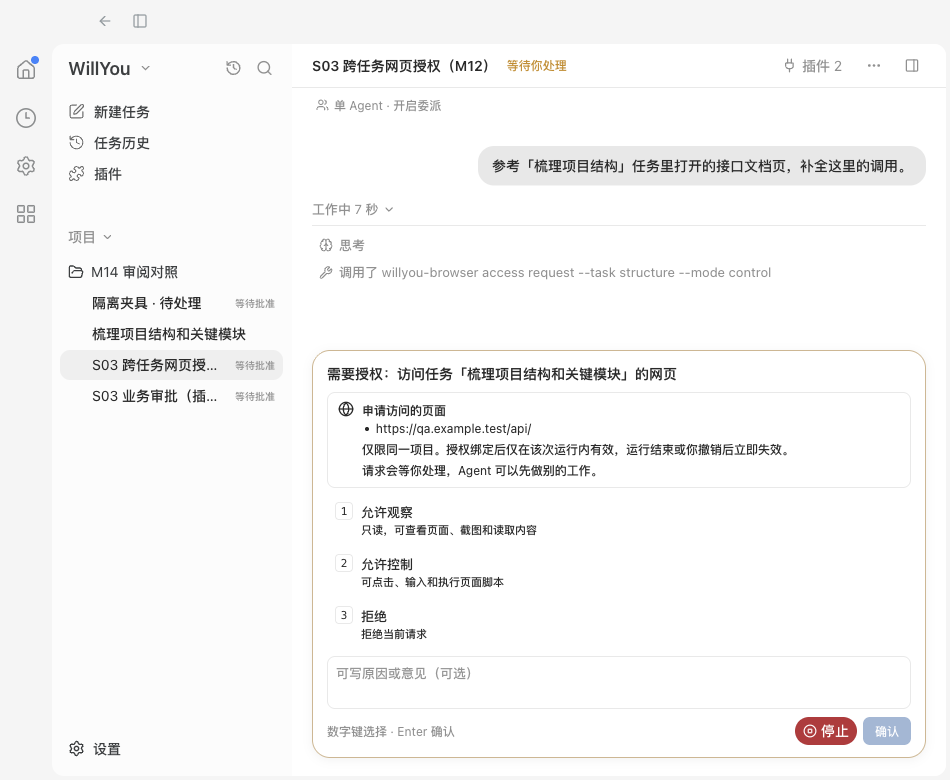 WillYou
新建任务
任务历史
插件
项目
M14 审阅对照
隔离夹具 · 待处理 等待批准
梳理项目结构和关键模块
S03 跨任务网页授... 等待批准
S03 业务审批（插... 等待批准
设置
S03 跨任务网页授权（M12） 等待你处理 插件 2
单 Agent · 开启委派
参考「梳理项目结构」任务里打开的接口文档页，补全这里的调用。
工作中 7 秒
思考
调用了 willyou-browser access request --task structure --mode control
需要授权：访问任务「梳理项目结构和关键模块」的网页
申请访问的页面
• https://qa.example.test/api/
仅限同一项目。授权绑定后仅在该次运行内有效，运行结束或你撤销后立即失效。
请求会等你处理，Agent 可以先做别的工作。
1 允许观察
只读，可查看页面、截图和读取内容
2 允许控制
可点击、输入和执行页面脚本
3 拒绝
拒绝当前请求
可写原因或意见（可选）
数字键选择 · Enter 确认 停止 确认